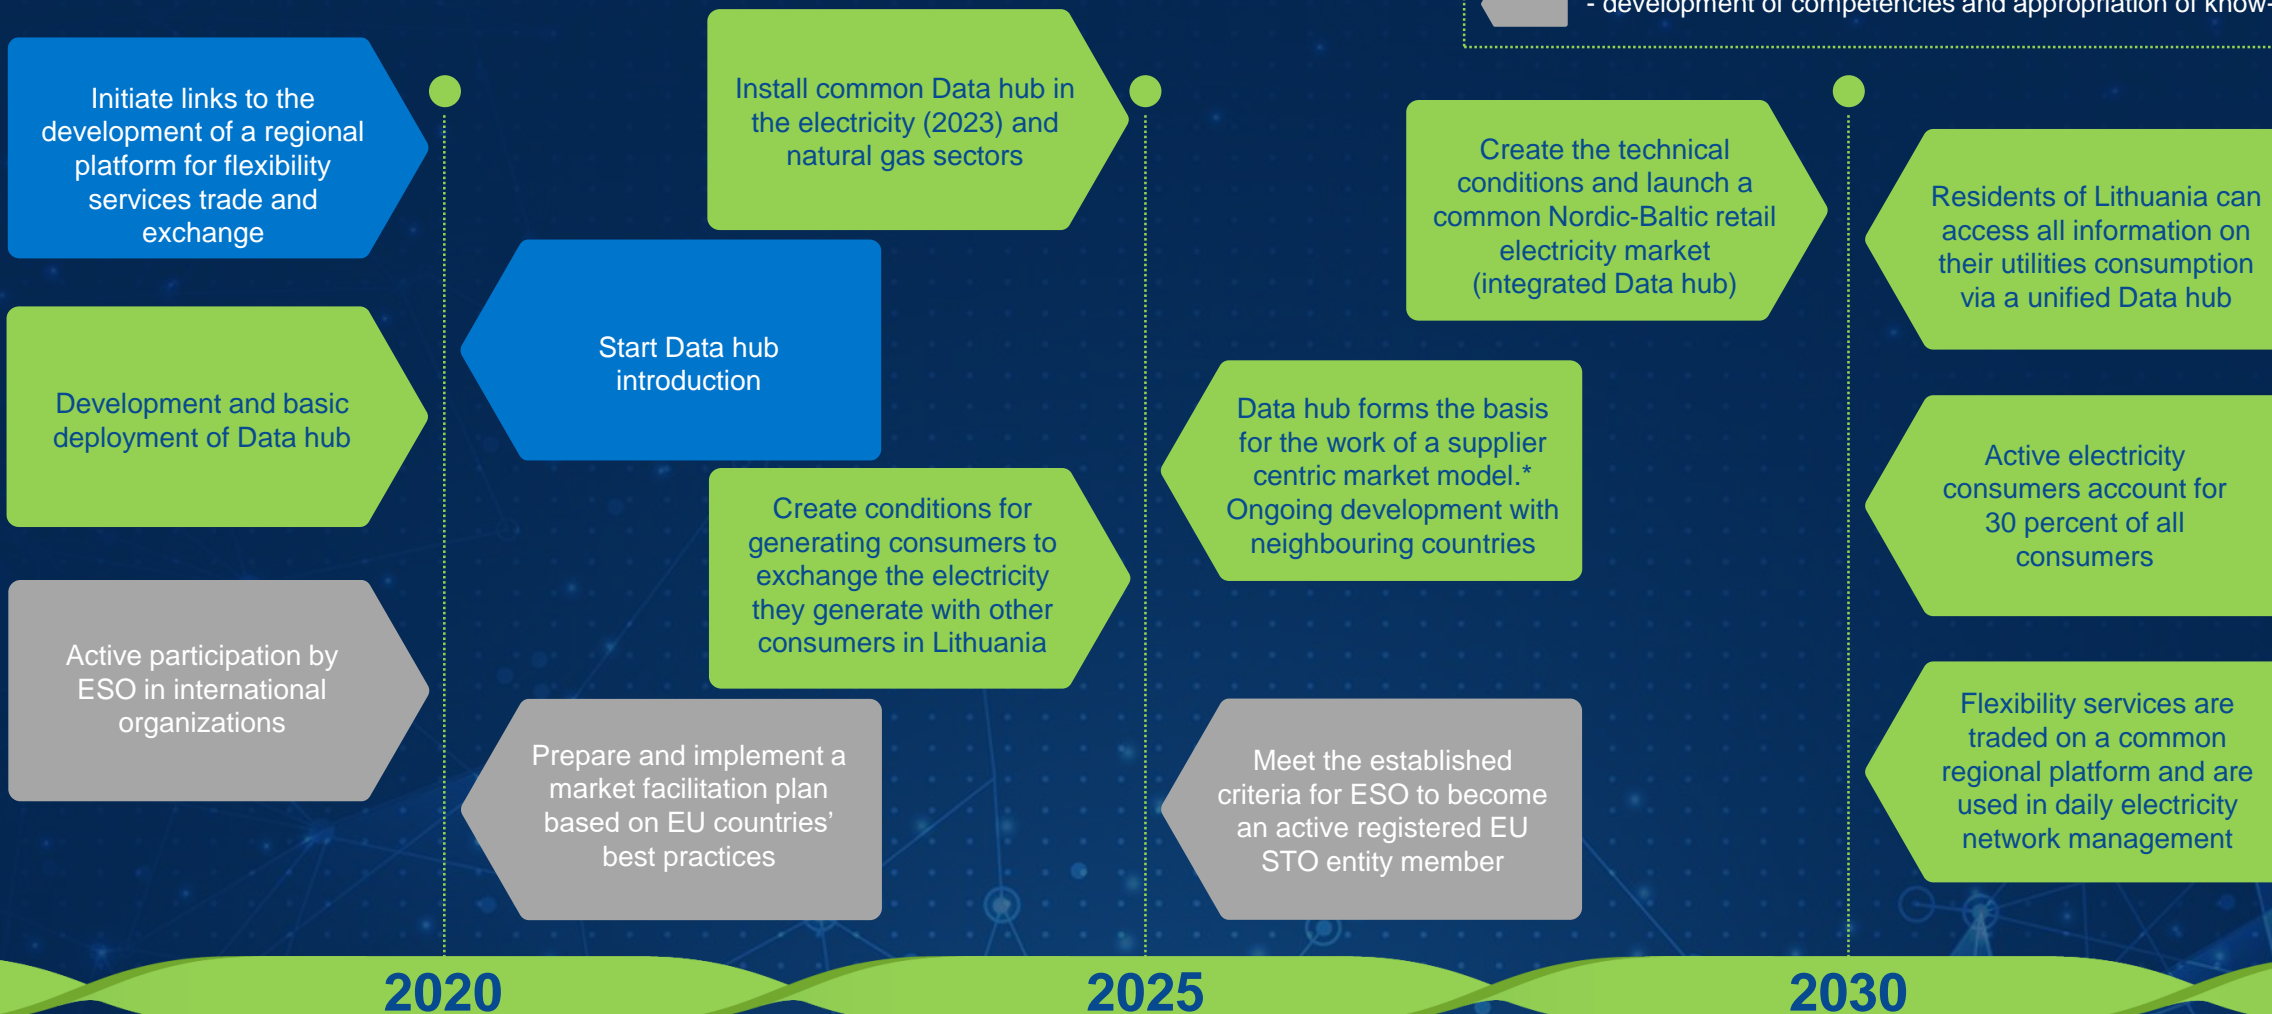 - development of competencies and appropriation of know-
Initiate links to the
development of a regional
platform for flexibility
services trade and
exchange
Development and basic
deployment of Data hub
Active participation by
ESO in international
organizations
Start Data hub
introduction
Prepare and implement a
market facilitation plan
based on EU countries’
best practices
Install common Data hub in
the electricity (2023) and
natural gas sectors
Create conditions for
generating consumers to
exchange the electricity
they generate with other
consumers in Lithuania
Data hub forms the basis
for the work of a supplier
centric market model.*
Ongoing development with
neighbouring countries
Meet the established
criteria for ESO to become
an active registered EU
STO entity member
Create the technical
conditions and launch a
common Nordic-Baltic retail
electricity market
(integrated Data hub)
Residents of Lithuania can
access all information on
their utilities consumption
via a unified Data hub
Active electricity
consumers account for
30 percent of all
consumers
Flexibility services are
traded on a common
regional platform and are
used in daily electricity
network management
2020
2025
2030